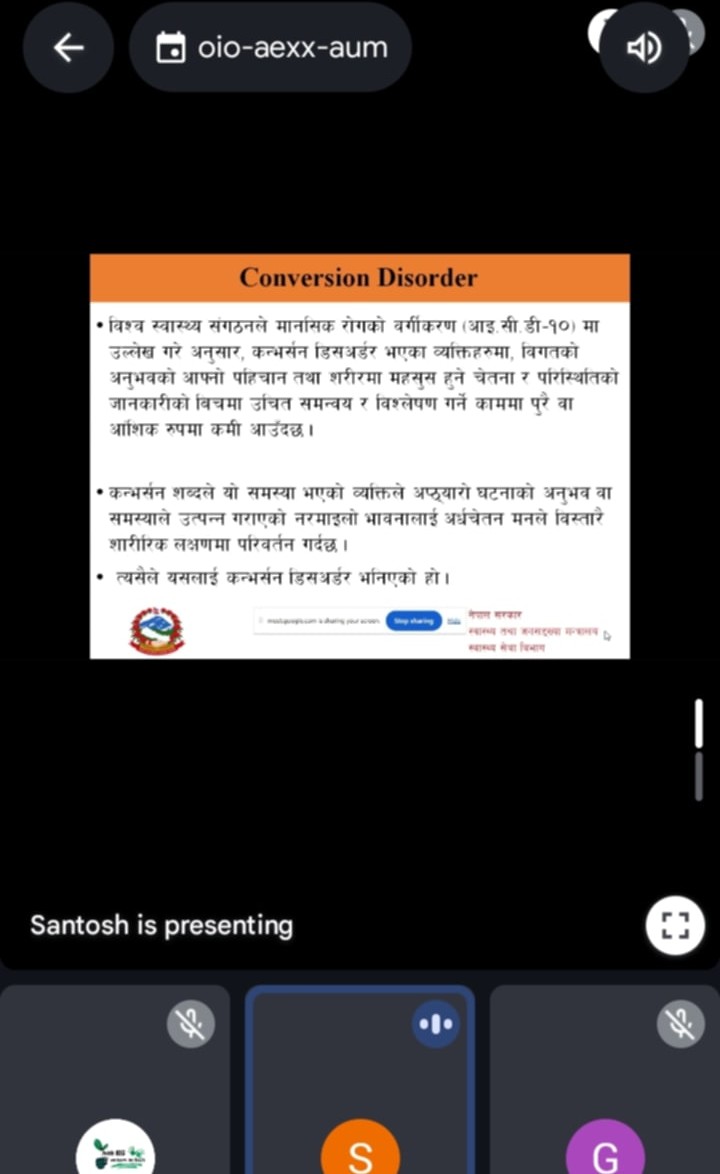 oio-aexx-aum
Conversion Disorder
• विश्व स्वास्थ्य संगठनले मानसिक रोगको वर्गीकरण (आइ.सी.डी-१०) मा
उल्लेख गरे अनुसार, कन्भर्सन डिसअर्डर भएका व्यक्तिहरुमा, विगतको
अनुभवको आफ्नो पहिचान तथा शरीरमा महसुस हुने चेतना र परिस्थितिको
जानकारीको बिचमा उचित समन्वय र विश्लेषण गर्ने काममा पुरै वा
आंशिक रुपमा कमी आउँदछ।
• कन्भर्सन शब्दले यो समस्या भएको व्यक्तिले अप्ठ्यारो घटनाको अनुभव वा
समस्याले उत्पन्न गराएको नरमाइलो भावनालाई अर्धचेतन मनले विस्तारै
शारीरिक लक्षणमा परिवर्तन गर्दछ।
• त्यसैले यसलाई कन्भर्सन डिसअर्डर भनिएको हो।
meet.google.com is sharing your screen. Stop sharing Hide
नेपाल सरकार
स्वास्थ्य तथा जनसङ्ख्या मन्त्रालय
स्वास्थ्य सेवा विभाग
Santosh is presenting
S
G